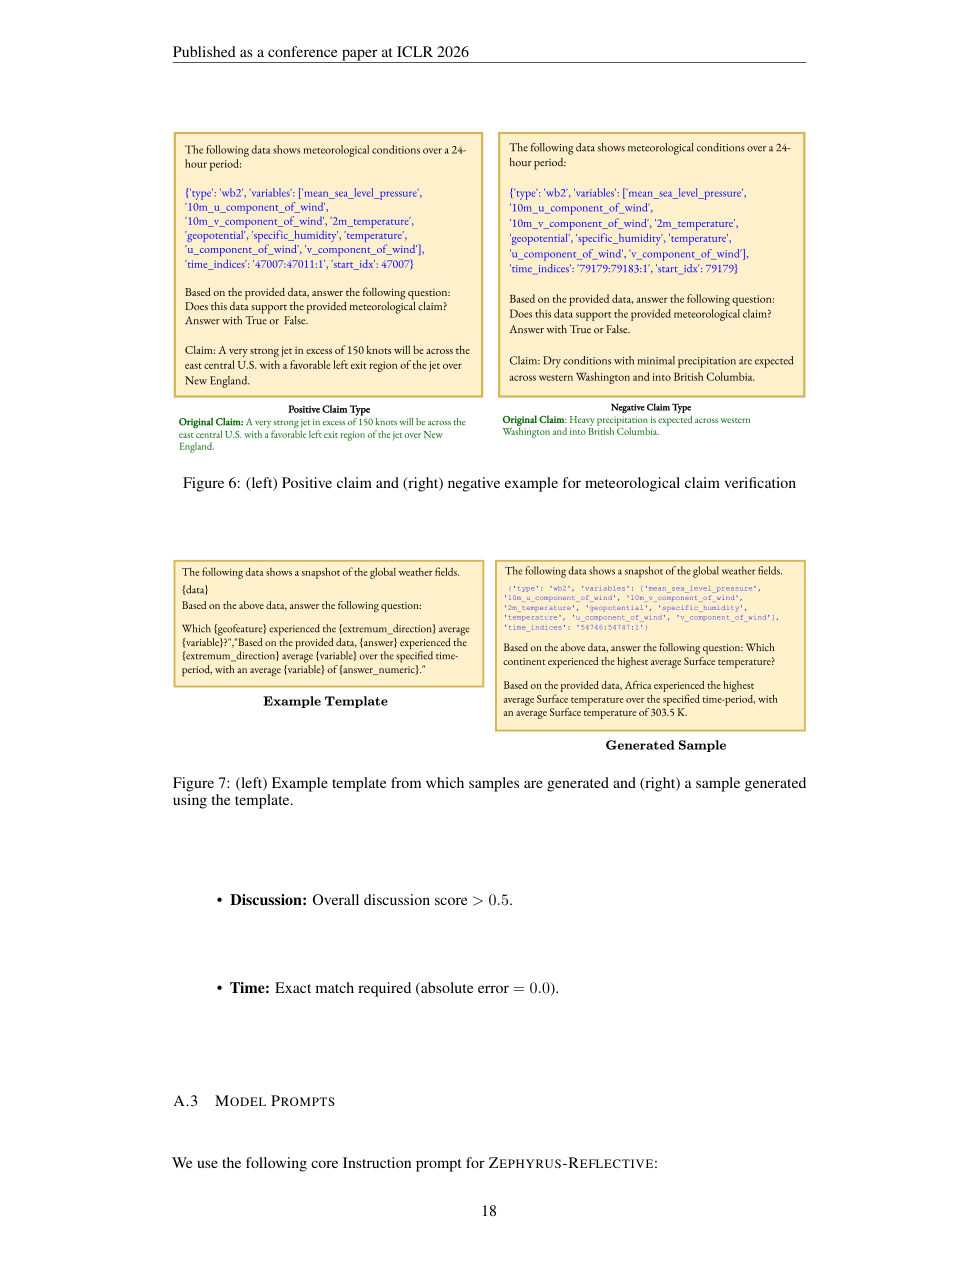 Published as a conference paper at ICLR 2026
The following data shows meteorological conditions over a 24-
hour period:
{'type': 'wb2', 'variables': ['mean_sea_level_pressure',
'10m_u_component_of_wind',
'10m_v_component_of_wind', '2m_temperature',
'geopotential', 'specific_humidity', 'temperature',
'u_component_of_wind', 'v_component_of_wind'],
'time_indices': '47007:47011:1', 'start_idx': 47007}
Based on the provided data, answer the following question:
Does this data support the provided meteorological claim?
Answer with True or False.
Claim: A very strong jet in excess of 150 knots will be across the
east central U.S. with a favorable left exit region of the jet over
New England.
Positive Claim Type
Original Claim: A very strong jet in excess of 150 knots will be across the
east central U.S. with a favorable left exit region of the jet over New
England.
The following data shows meteorological conditions over a 24-
hour period:
{'type': 'wb2', 'variables': ['mean_sea_level_pressure',
'10m_u_component_of_wind',
'10m_v_component_of_wind', '2m_temperature',
'geopotential', 'specific_humidity', 'temperature',
'u_component_of_wind', 'v_component_of_wind'],
'time_indices': '79179:79183:1', 'start_idx': 79179}
Based on the provided data, answer the following question:
Does this data support the provided meteorological claim?
Answer with True or False.
Claim: Dry conditions with minimal precipitation are expected
across western Washington and into British Columbia.
Negative Claim Type
Original Claim: Heavy precipitation is expected across western
Washington and into British Columbia.
Figure 6: (left) Positive claim and (right) negative example for meteorological claim verification
The following data shows a snapshot of the global weather fields.
{data}
Based on the above data, answer the following question:
Which {geofeature} experienced the {extremum_direction} average
{variable}?","Based on the provided data, {answer} experienced the
{extremum_direction} average {variable} over the specified time-
period, with an average {variable} of {answer_numeric}."
Example Template
The following data shows a snapshot of the global weather fields.
{'type': 'wb2', 'variables': ['mean_sea_level_pressure',
'10m_u_component_of_wind', '10m_v_component_of_wind',
'2m_temperature', 'geopotential', 'specific_humidity',
'temperature', 'u_component_of_wind', 'v_component_of_wind'],
'time_indices': '54746:54747:1'}
Based on the above data, answer the following question: Which
continent experienced the highest average Surface temperature?
Based on the provided data, Africa experienced the highest
average Surface temperature over the specified time-period, with
an average Surface temperature of 303.5 K.
Generated Sample
Figure 7: (left) Example template from which samples are generated and (right) a sample generated
using the template.
• Discussion: Overall discussion score > 0.5.
• Time: Exact match required (absolute error = 0.0).
A.3 MODEL PROMPTS
We use the following core Instruction prompt for ZEPHYRUS-REFLECTIVE:
18